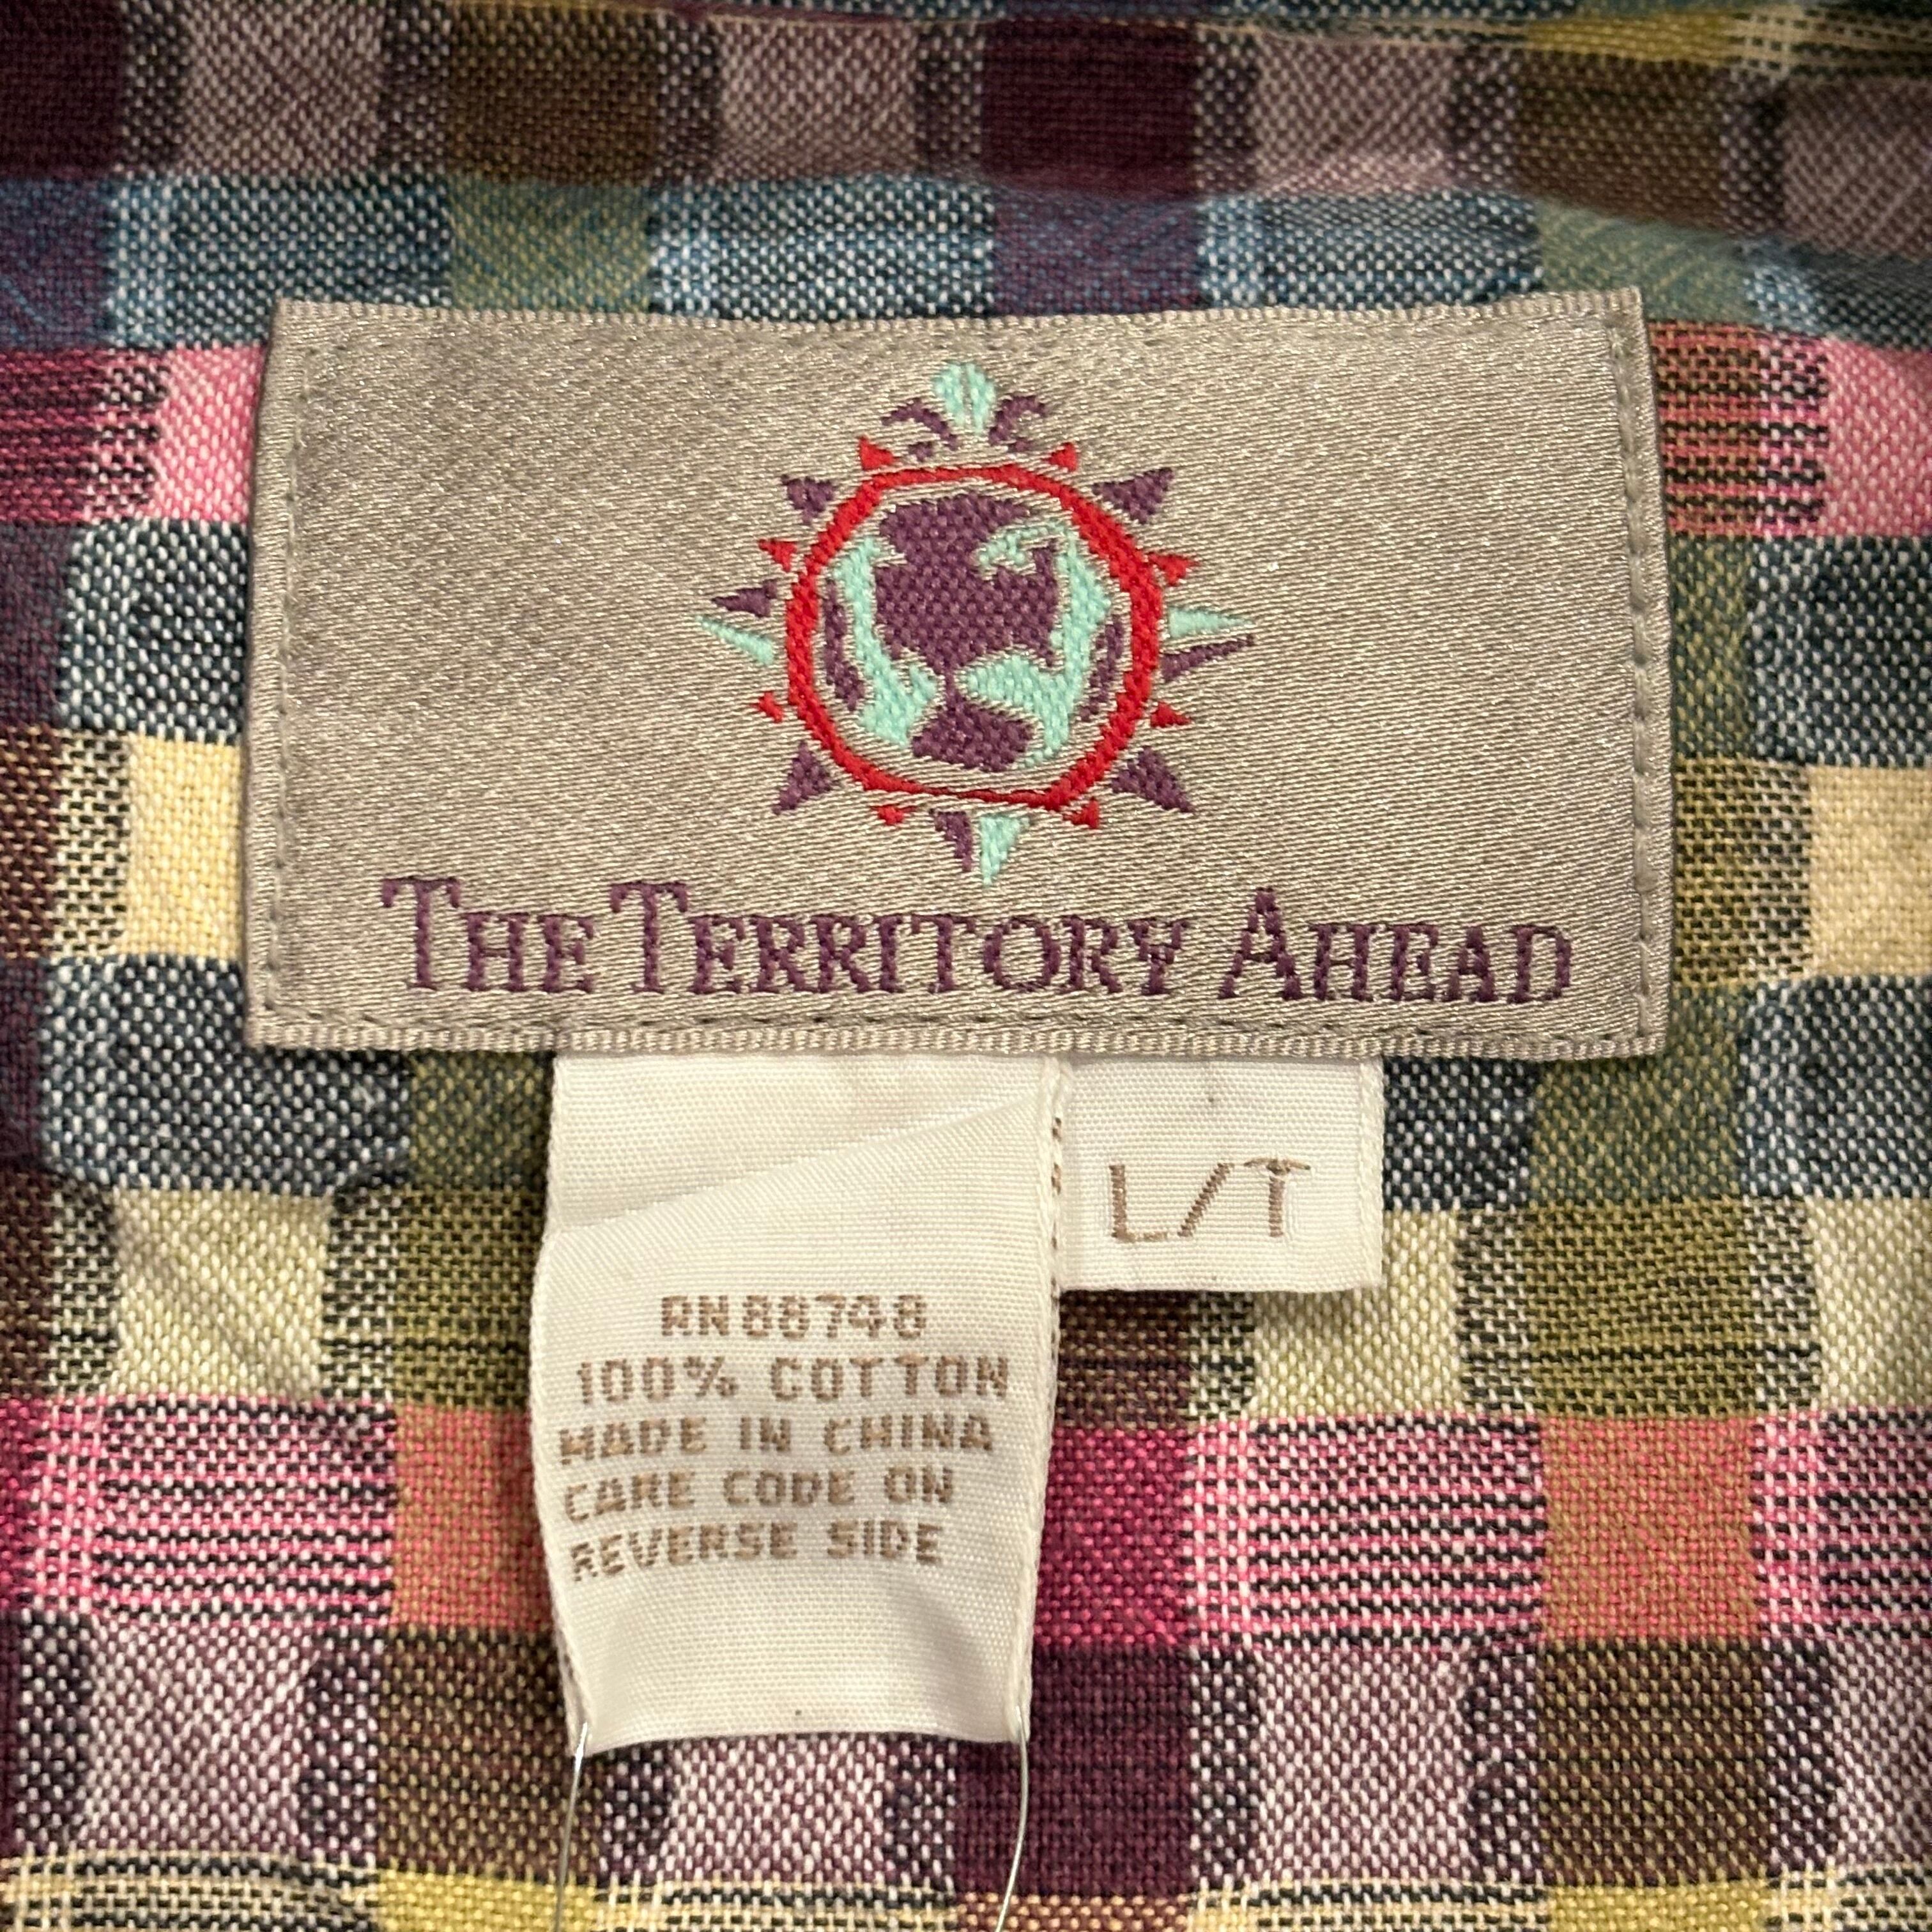 THE TERRITORY AHEAD
L/T
RN88748
100% COTTON
MADE IN CHINA
CARE CODE ON
REVERSE SIDE